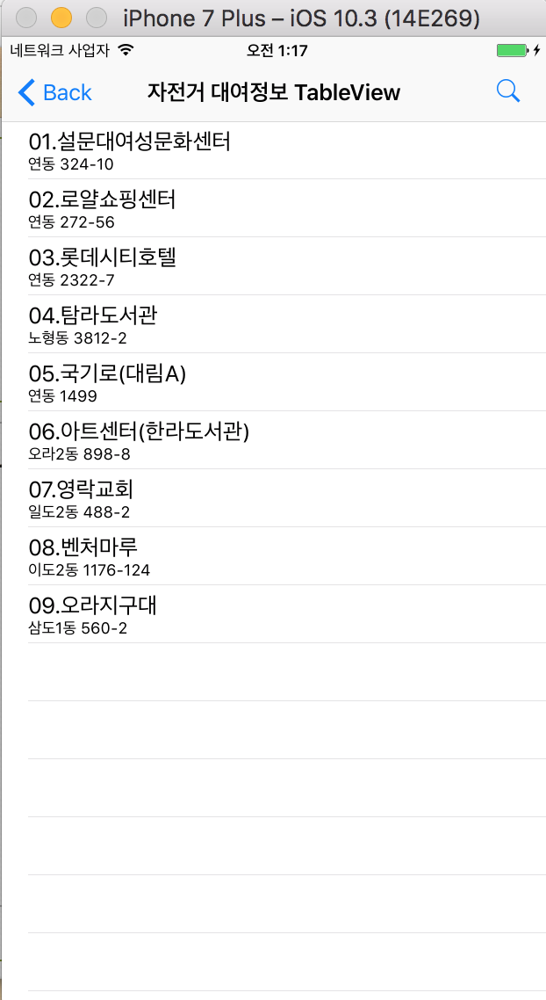 iPhone 7 Plus – iOS 10.3 (14E269)
네트워크 사업자 오전 1:17
Back 자전거 대여정보 TableView
01.설문대여성문화센터
연동 324-10
02.로얄쇼핑센터
연동 272-56
03.롯데시티호텔
연동 2322-7
04.탐라도서관
노형동 3812-2
05.국기로(대림A)
연동 1499
06.아트센터(한라도서관)
오라2동 898-8
07.영락교회
일도2동 488-2
08.벤처마루
이도2동 1176-124
09.오라지구대
삼도1동 560-2